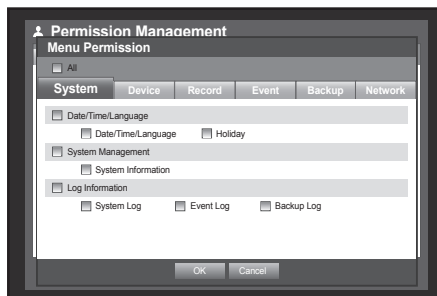 Permission Management
Menu Permission
All
System Device Record Event Backup Network
Date/Time/Language
Date/Time/Language Holiday
System Management
System Information
Log Information
System Log Event Log Backup Log
OK Cancel